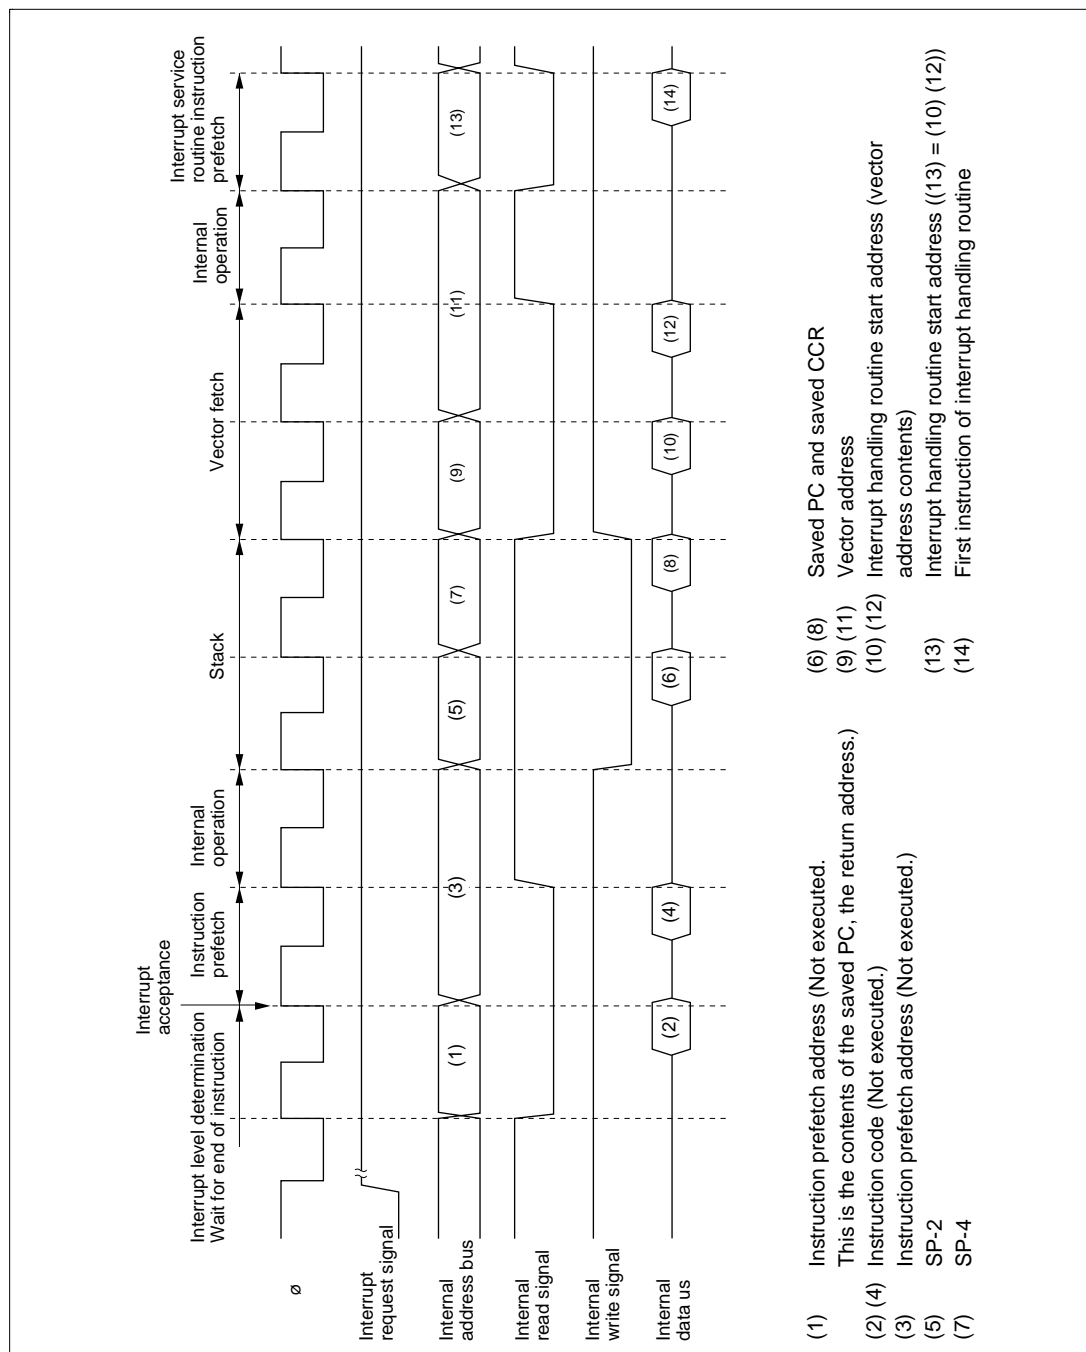 Interrupt level determination
Wait for end of instruction
Interrupt
acceptance
Instruction
prefetch
Internal
operation
Stack
Vector fetch
Internal
operation
Interrupt service
routine instruction
prefetch
ø
Interrupt
request signal
Internal
address bus
(1)
(3)
(5)
(7)
(9)
(11)
(13)
Internal
read signal
Internal
write signal
Internal
data us
(2)
(4)
(6)
(8)
(10)
(12)
(14)
(1) Instruction prefetch address (Not executed.
This is the contents of the saved PC, the return address.)
(2) (4) Instruction code (Not executed.)
(3) Instruction prefetch address (Not executed.)
(5) SP-2
(7) SP-4
(6) (8) Saved PC and saved CCR
(9) (11) Vector address
(10) (12) Interrupt handling routine start address (vector
address contents)
(13) Interrupt handling routine start address ((13) = (10) (12))
(14) First instruction of interrupt handling routine